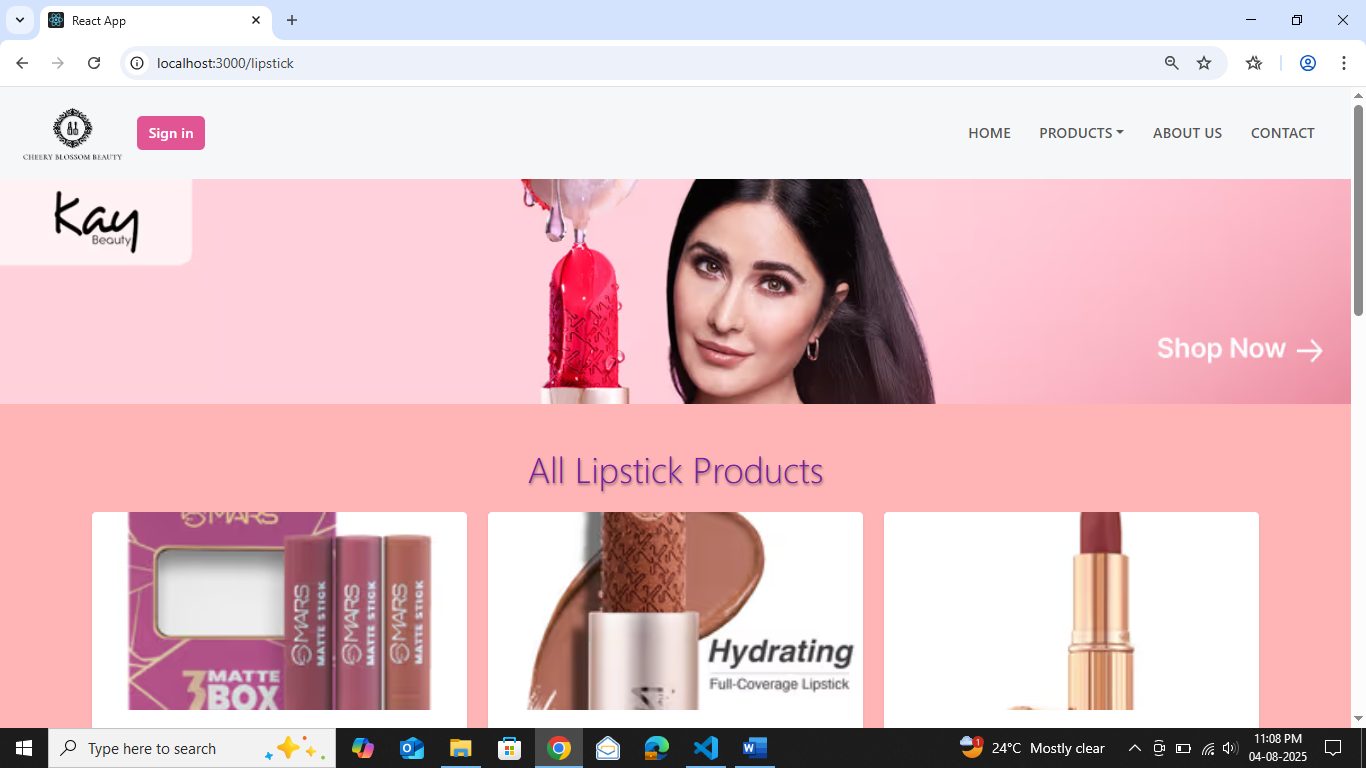 React App
localhost:3000/lipstick
CHEERY BLOSSOM BEAUTY
Sign in
HOME
PRODUCTS
ABOUT US
CONTACT
Kay
Beauty
Shop Now
All Lipstick Products
MARS
MARS
MATTE STICK
MARS
MATTE STICK
MARS
MATTE STICK
3 MATTE
BOX
Hydrating
Full-Coverage Lipstick
Type here to search
1
24°C Mostly clear
11:08 PM
04-08-2025